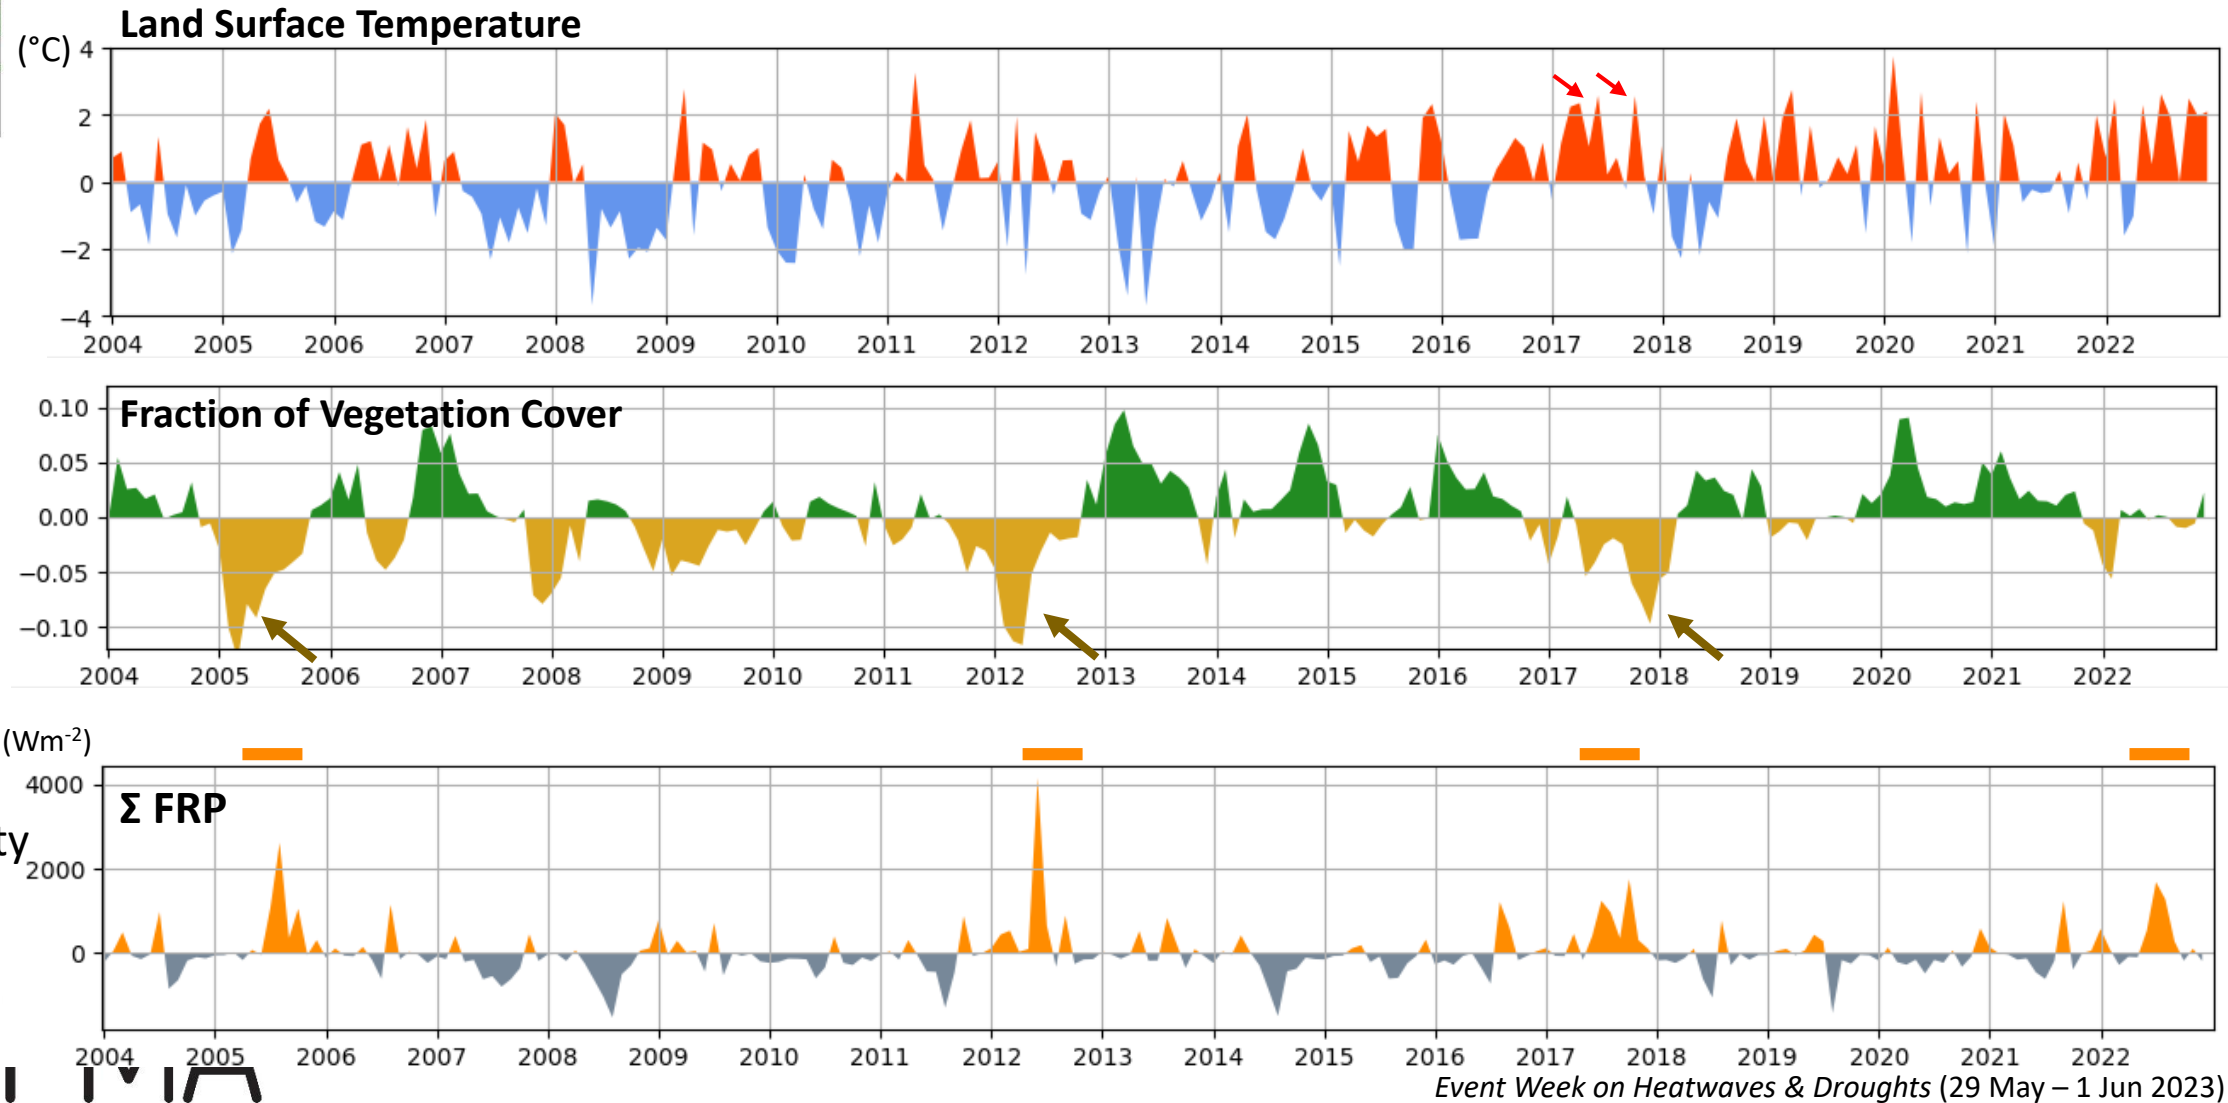 Land Surface Temperature
(°C)
4
2
0
−2
−4
2004 2005 2006 2007 2008 2009 2010 2011 2012 2013 2014 2015 2016 2017 2018 2019 2020 2021 2022
Fraction of Vegetation Cover
0.10
0.05
0.00
−0.05
−0.10
2004 2005 2006 2007 2008 2009 2010 2011 2012 2013 2014 2015 2016 2017 2018 2019 2020 2021 2022
(Wm-2)
Σ FRP
4000
ty
2000
0
2004 2005 2006 2007 2008 2009 2010 2011 2012 2013 2014 2015 2016 2017 2018 2019 2020 2021 2022
Event Week on Heatwaves & Droughts (29 May – 1 Jun 2023)